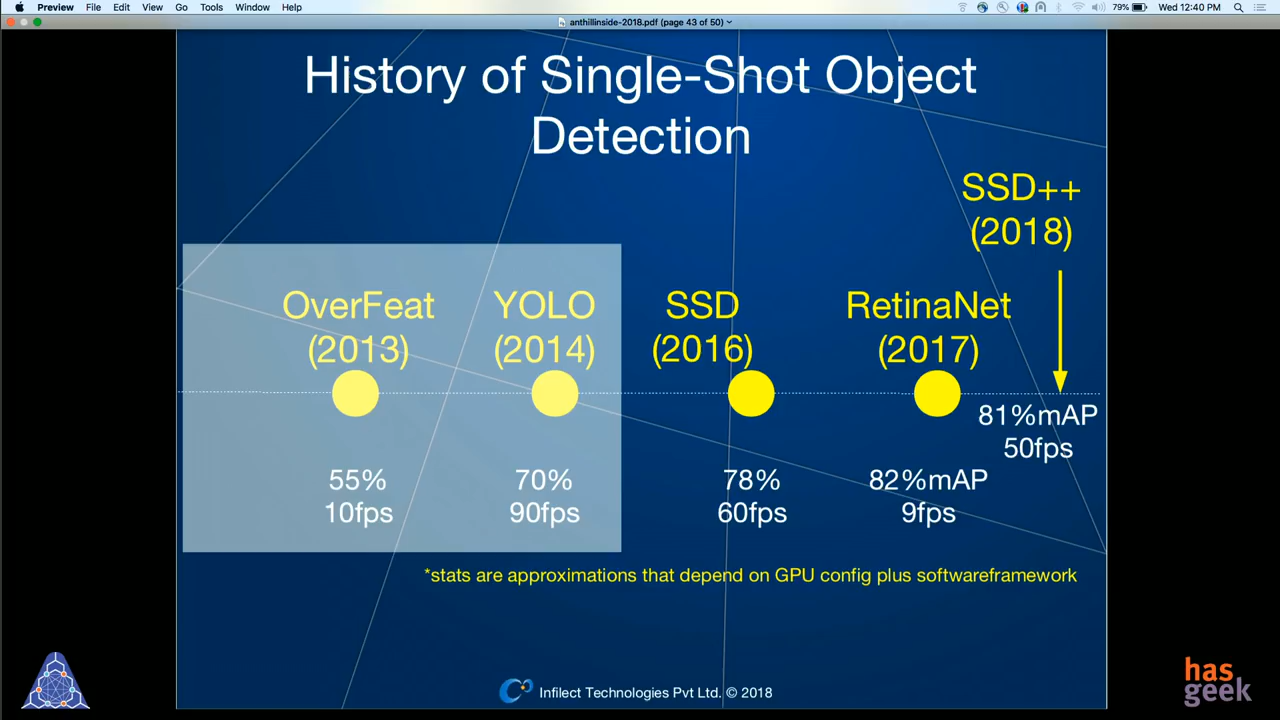 Preview File Edit View Go Tools Window Help
79% Wed 12:40 PM
anthillinside-2018.pdf (page 43 of 50)
History of Single-Shot Object
Detection
SSD++
(2018)
OverFeat
(2013)
YOLO
(2014)
SSD
(2016)
RetinaNet
(2017)
55%
10fps
70%
90fps
78%
60fps
82%mAP
9fps
81%mAP
50fps
*stats are approximations that depend on GPU config plus softwareframework
Infilect Technologies Pvt Ltd. © 2018
has
geek